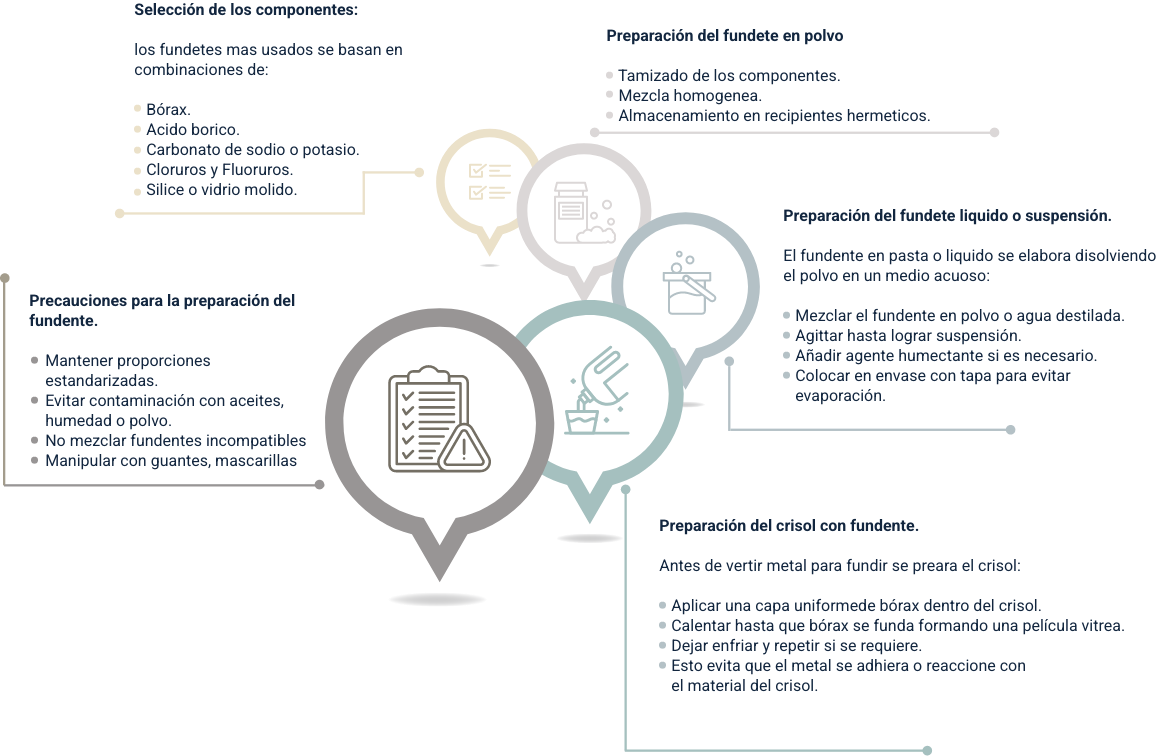 Selección de los componentes:
los fundetes mas usados se basan en
combinaciones de:
Bórax.
Acido borico.
Carbonato de sodio o potasio.
Cloruros y Fluoruros.
Silice o vidrio molido.
Preparación del fundete en polvo
Tamizado de los componentes.
Mezcla homogenea.
Almacenamiento en recipientes hermeticos.
Preparación del fundete liquido o suspensión.
El fundente en pasta o liquido se elabora disolviendo
el polvo en un medio acuoso:
Mezclar el fundente en polvo o agua destilada.
Agittar hasta lograr suspensión.
Añadir agente humectante si es necesario.
Colocar en envase con tapa para evitar
evaporación.
Preparación del crisol con fundente.
Antes de vertir metal para fundir se preara el crisol:
Aplicar una capa uniformede bórax dentro del crisol.
Calentar hasta que bórax se funda formando una película vitrea.
Dejar enfriar y repetir si se requiere.
Esto evita que el metal se adhiera o reaccione con
el material del crisol.
Precauciones para la preparación del
fundente.
Mantener proporciones
estandarizadas.
Evitar contaminación con aceites,
humedad o polvo.
No mezclar fundentes incompatibles
Manipular con guantes, mascarillas